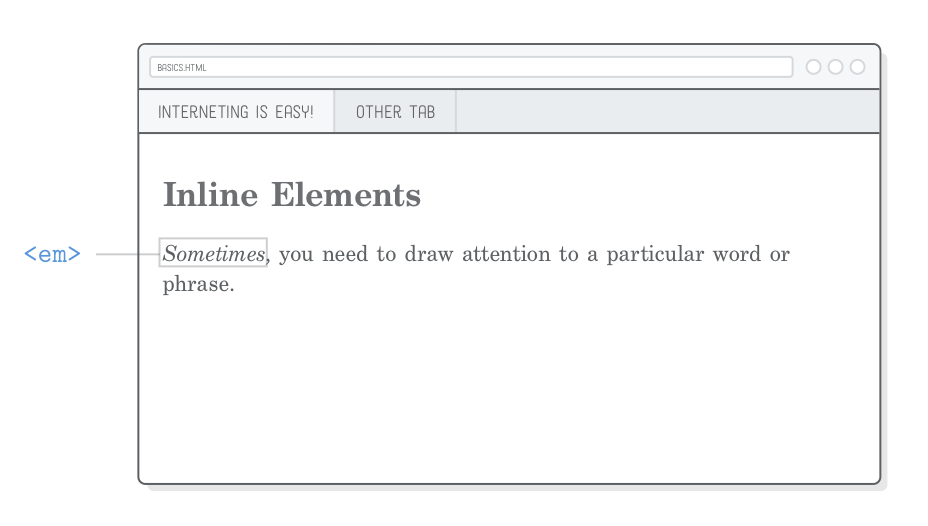 BASICS.HTML
INTERNETING IS EASY!
OTHER TAB
Inline Elements
<em>
Sometimes, you need to draw attention to a particular word or
phrase.